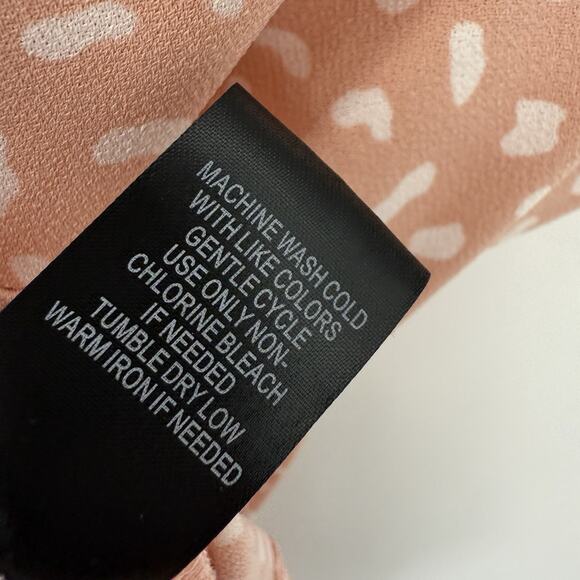 MACHINE WASH COLD
WITH LIKE COLORS
GENTLE CYCLE
USE ONLY NON-
CHLORINE BLEACH
IF NEEDED
TUMBLE DRY LOW
WARM IRON IF NEEDED